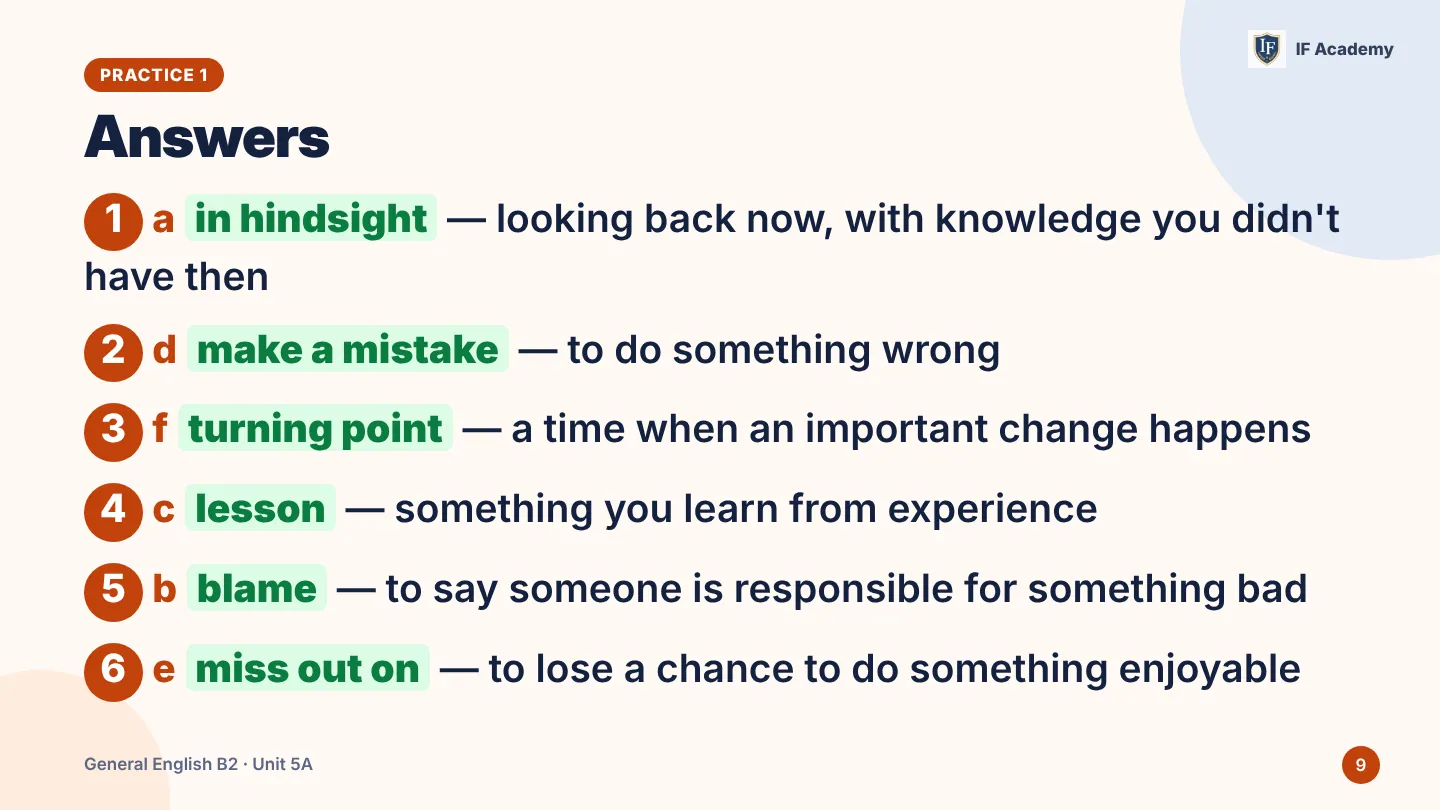 IF Academy
PRACTICE 1
Answers
1 a in hindsight — looking back now, with knowledge you didn't
have then
2 d make a mistake — to do something wrong
3 f turning point — a time when an important change happens
4 c lesson — something you learn from experience
5 b blame — to say someone is responsible for something bad
6 e miss out on — to lose a chance to do something enjoyable
General English B2 · Unit 5A
9